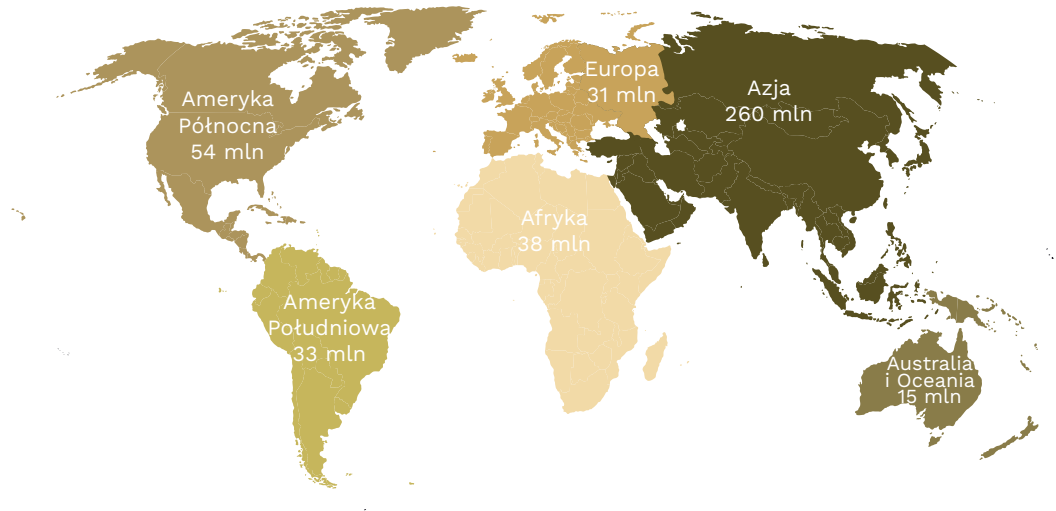 Ameryka
Północna
54 mln
Europa
31 mln
Azja
260 mln
Afryka
38 mln
Ameryka
Południowa
33 mln
Australia
i Oceania
15 mln